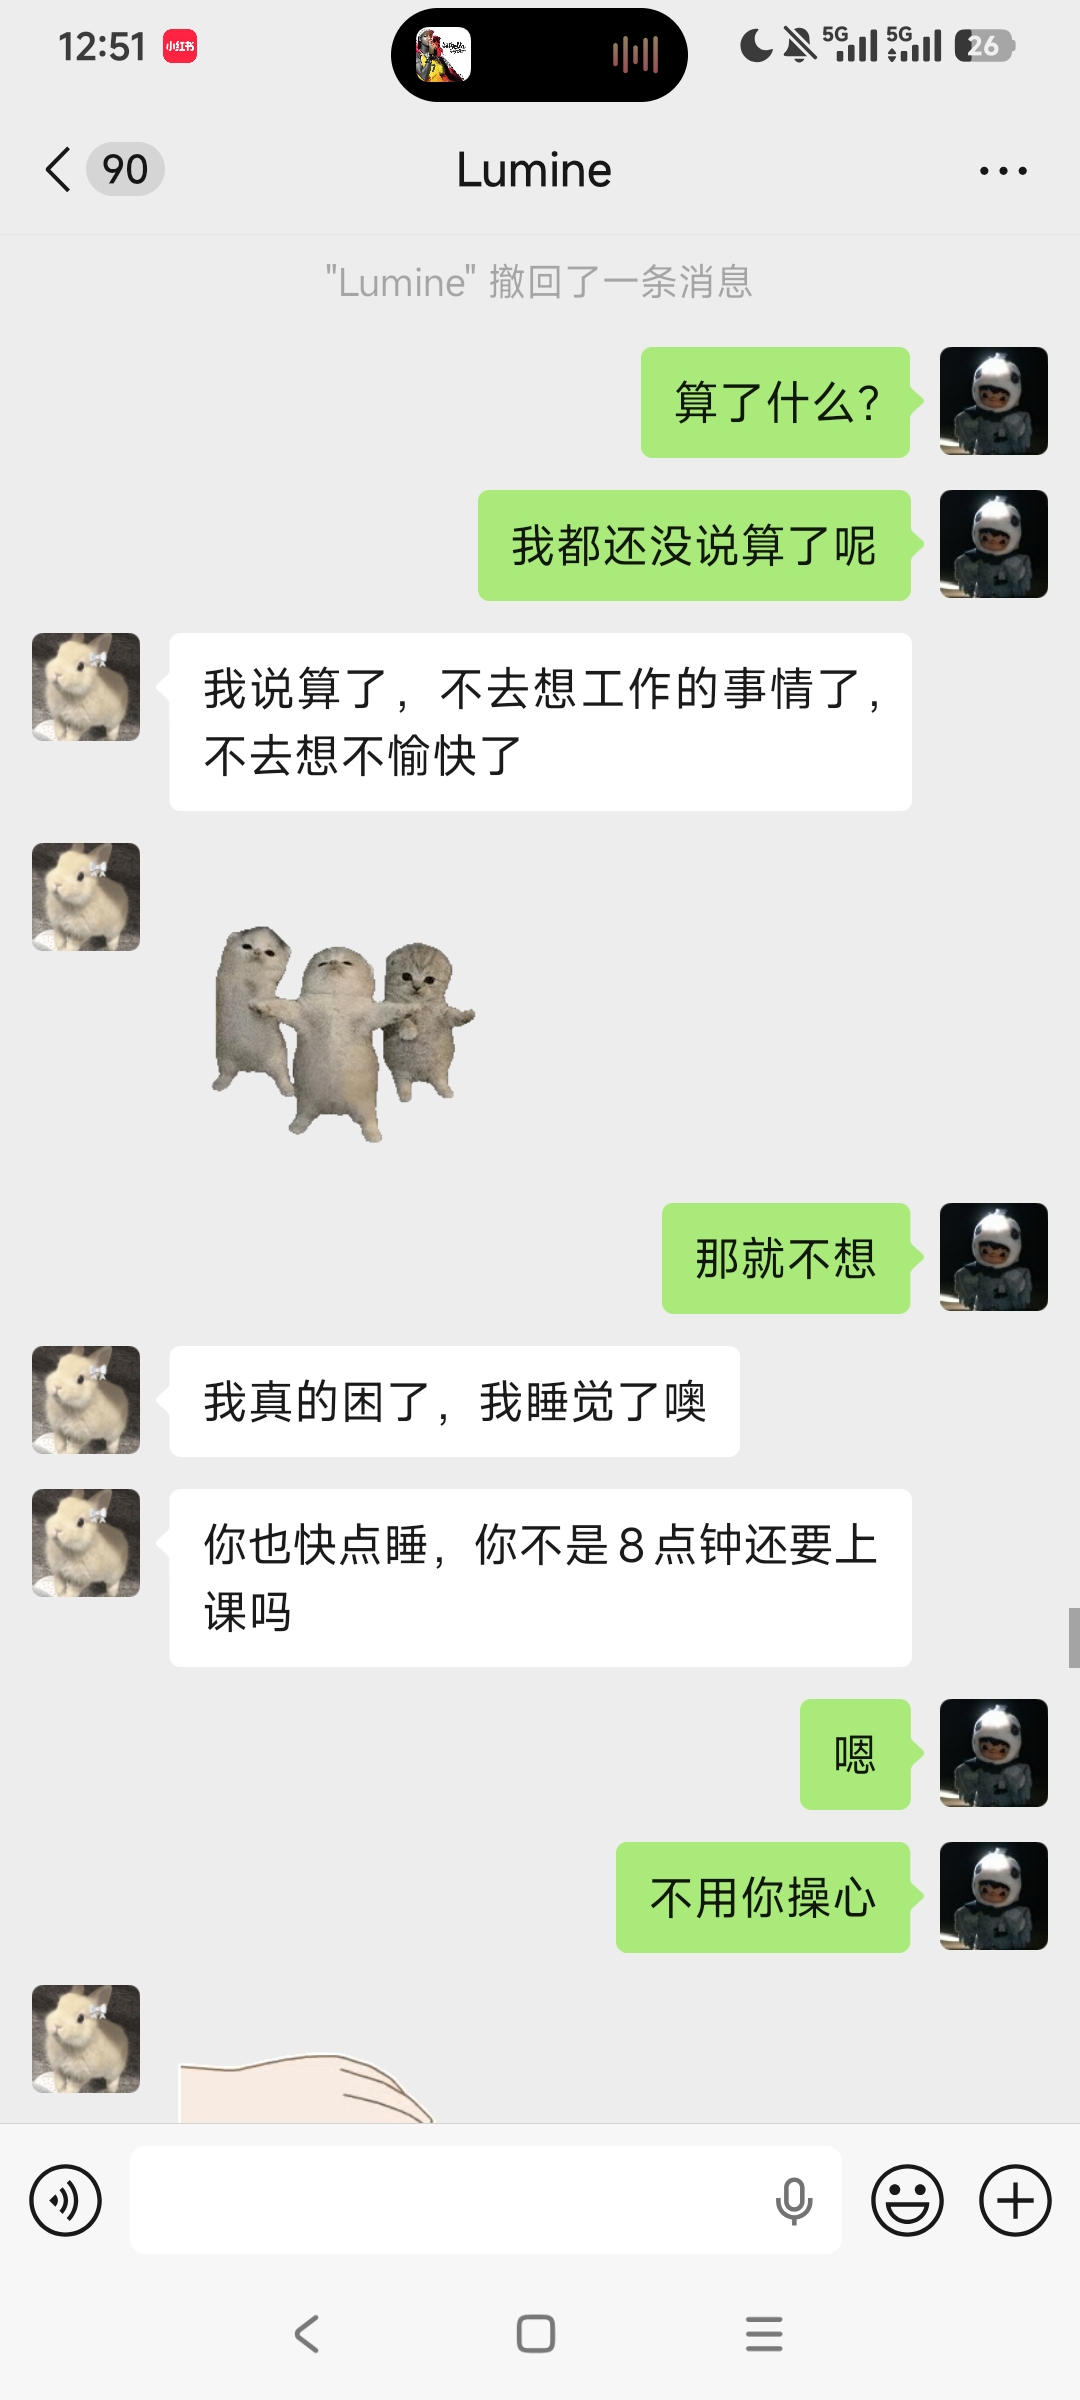 12:51 小红书 5G 5G 26
90 Lumine
"Lumine" 撤回了一条消息
算了什么?
我都还没说算了呢
我说算了，不去想工作的事情了，
不去想不愉快了
那就不想
我真的困了，我睡觉了噢
你也快点睡，你不是8点钟还要上
课吗
嗯
不用你操心